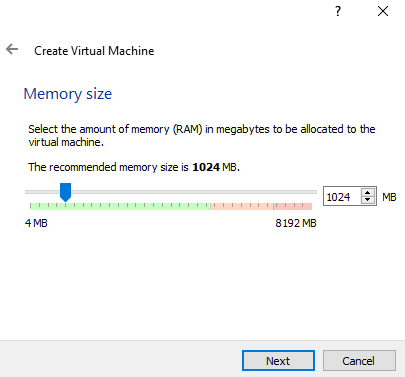 ?
Create Virtual Machine
Memory size
Select the amount of memory (RAM) in megabytes to be allocated to the
virtual machine.
The recommended memory size is 1024 MB.
1024 MB
4 MB 8192 MB
Next Cancel